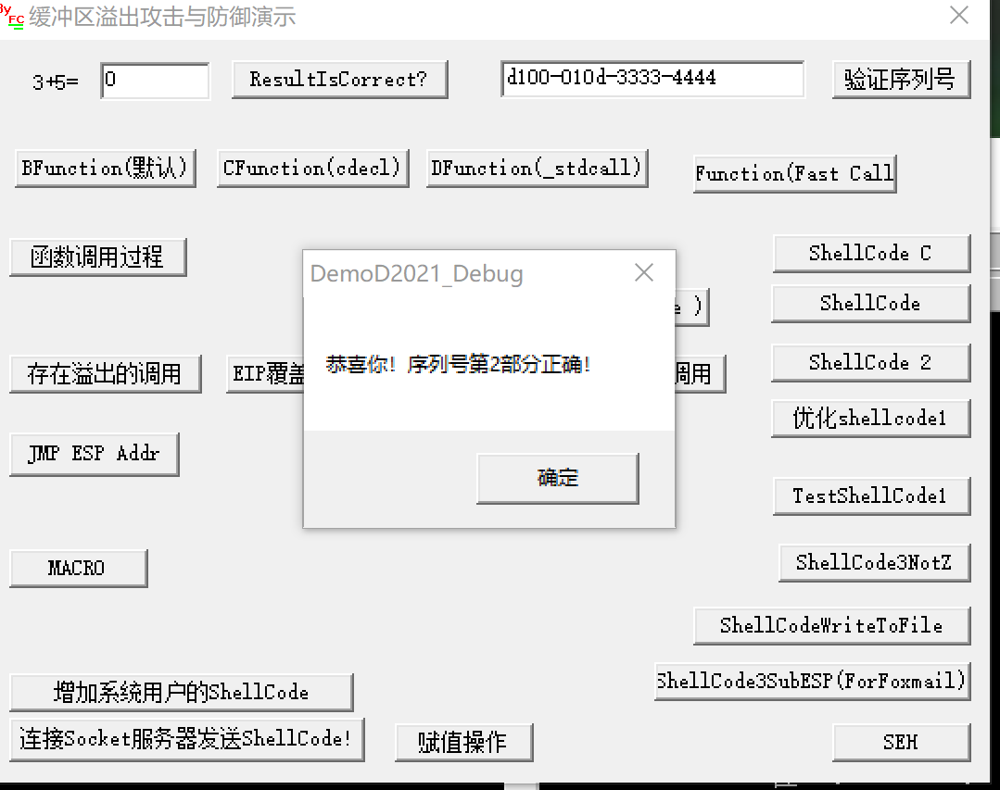 By
FC
缓冲区溢出攻击与防御演示
3+5=
0
ResultIsCorrect?
d100-010d-3333-4444
验证序列号
BFunction(默认)
CFunction(cdecl)
DFunction(_stdcall)
Function(Fast Call
函数调用过程
ShellCode C
DemoD2021_Debug
ShellCode
e )
恭喜你！序列号第2部分正确！
ShellCode 2
存在溢出的调用
EIP覆盖
调用
优化shellcode1
JMP ESP Addr
确定
TestShellCode1
MACRO
ShellCode3NotZ
ShellCodeWriteToFile
ShellCode3SubESP(ForFoxmail)
增加系统用户的ShellCode
连接Socket服务器发送ShellCode!
赋值操作
SEH